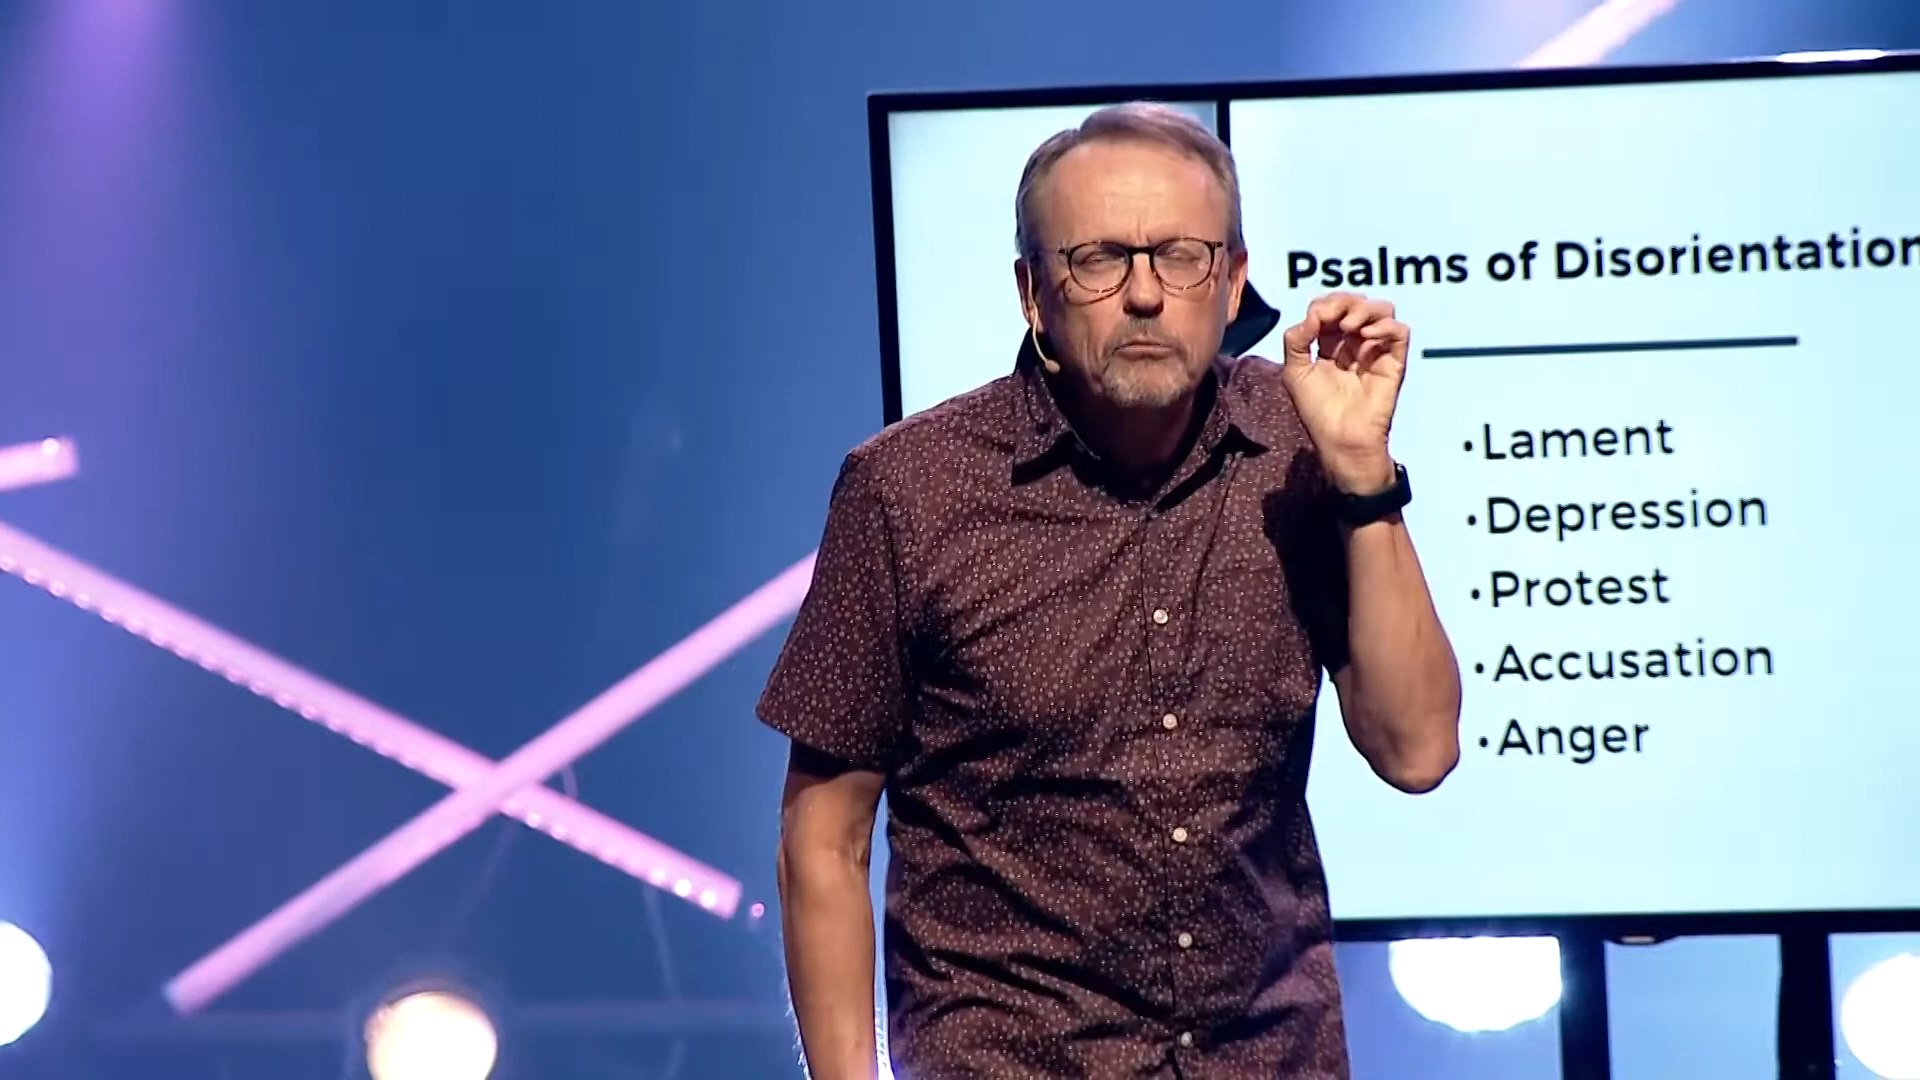 Psalms of Disorientation
•Lament
•Depression
•Protest
•Accusation
•Anger